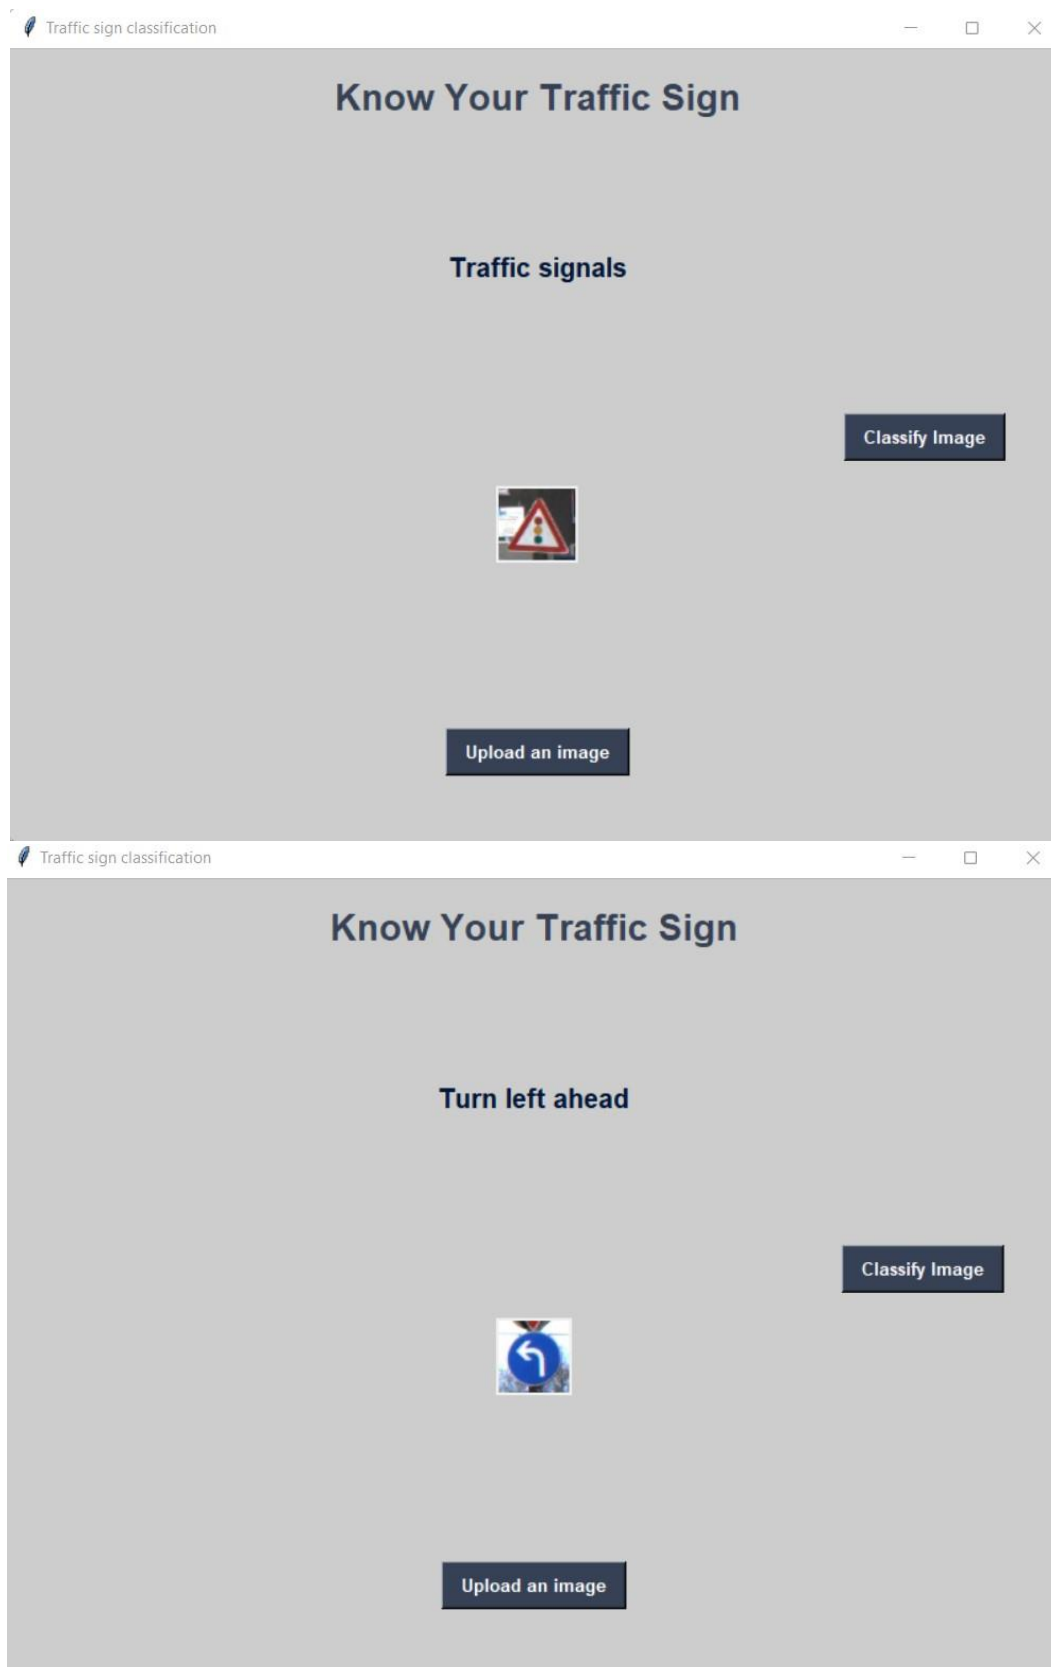 Traffic sign classification
Know Your Traffic Sign
Traffic signals
Classify Image
Upload an image
Traffic sign classification
Know Your Traffic Sign
Turn left ahead
Classify Image
Upload an image